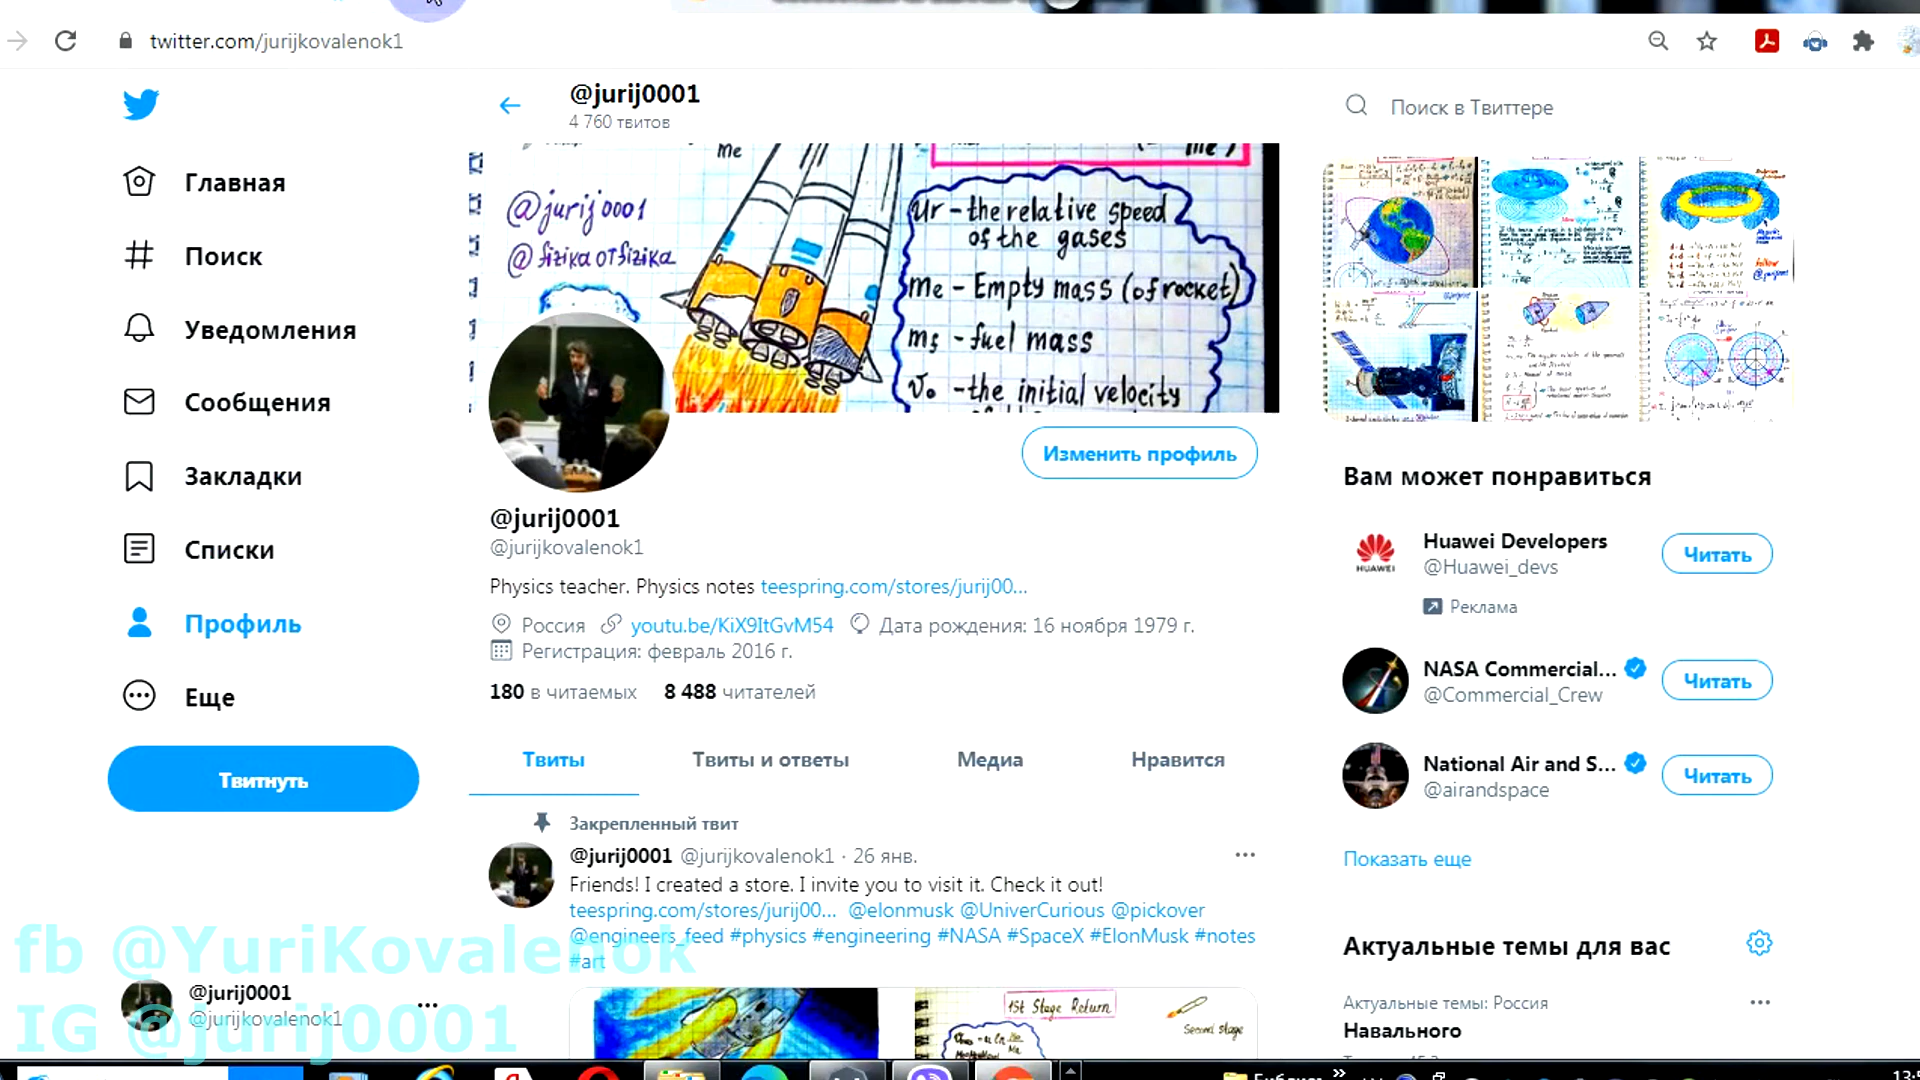 twitter.com/jurijkovalenok1
@jurij0001
4 760 твитов
Поиск в Твиттере
Главная
Поиск
Уведомления
Сообщения
Закладки
Списки
Профиль
Еще
Твитнуть
me
@jurij0001
@fizikaотfizika
Ur - the relative speed
of the gases
me - Empty mass (of rocket)
mf - fuel mass
v₀ - the initial velocity
Изменить профиль
@jurij0001
@jurijkovalenok1
Physics teacher. Physics notes teespring.com/stores/jurij00...
Россия youtu.be/KiX9ItGvM54 Дата рождения: 16 ноября 1979 г.
Регистрация: февраль 2016 г.
180 в читаемых 8 488 читателей
Твиты Твиты и ответы Медиа Нравится
Закрепленный твит
@jurij0001 @jurijkovalenok1 · 26 янв.
Friends! I created a store. I invite you to visit it. Check it out!
teespring.com/stores/jurij00... @elonmusk @UniverCurious @pickover
@engineers_feed #physics #engineering #NASA #SpaceX #ElonMusk #notes
#art
1st Stage Return
Second stage
Вам может понравиться
HUAWEI
Huawei Developers
@Huawei_devs
Читать
Реклама
NASA Commercial...
@Commercial_Crew
Читать
National Air and S...
@airandspace
Читать
Показать еще
Актуальные темы для вас
Актуальные темы: Россия
Навального
@jurij0001
@jurijkovalenok1
fb @YuriKovalenok
IG @jurij0001